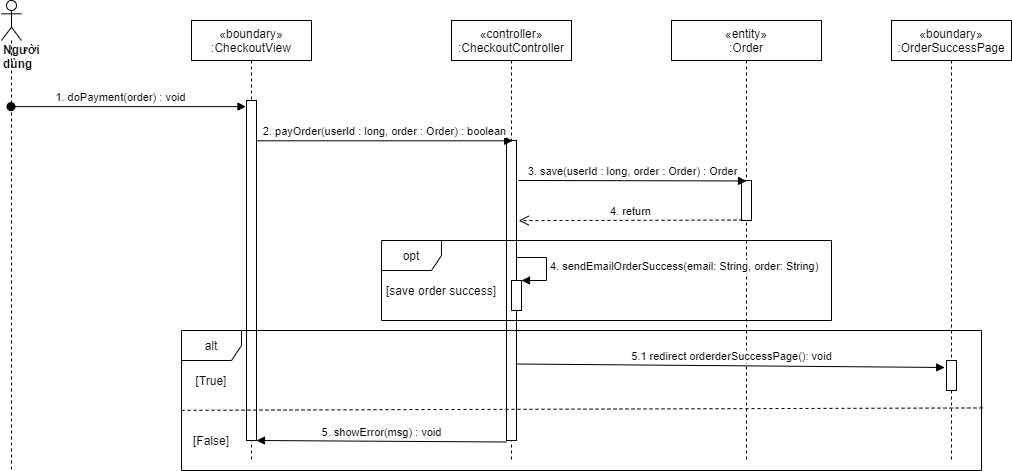 Người
dùng
«boundary»
:CheckoutView
«controller»
:CheckoutController
«entity»
:Order
«boundary»
:OrderSuccessPage
1. doPayment(order) : void
2. payOrder(userId : long, order : Order) : boolean
3. save(userId : long, order : Order) : Order
4. return
opt
4. sendEmailOrderSuccess(email: String, order: String)
[save order success]
alt
5.1 redirect orderderSuccessPage(): void
[True]
5. showError(msg) : void
[False]